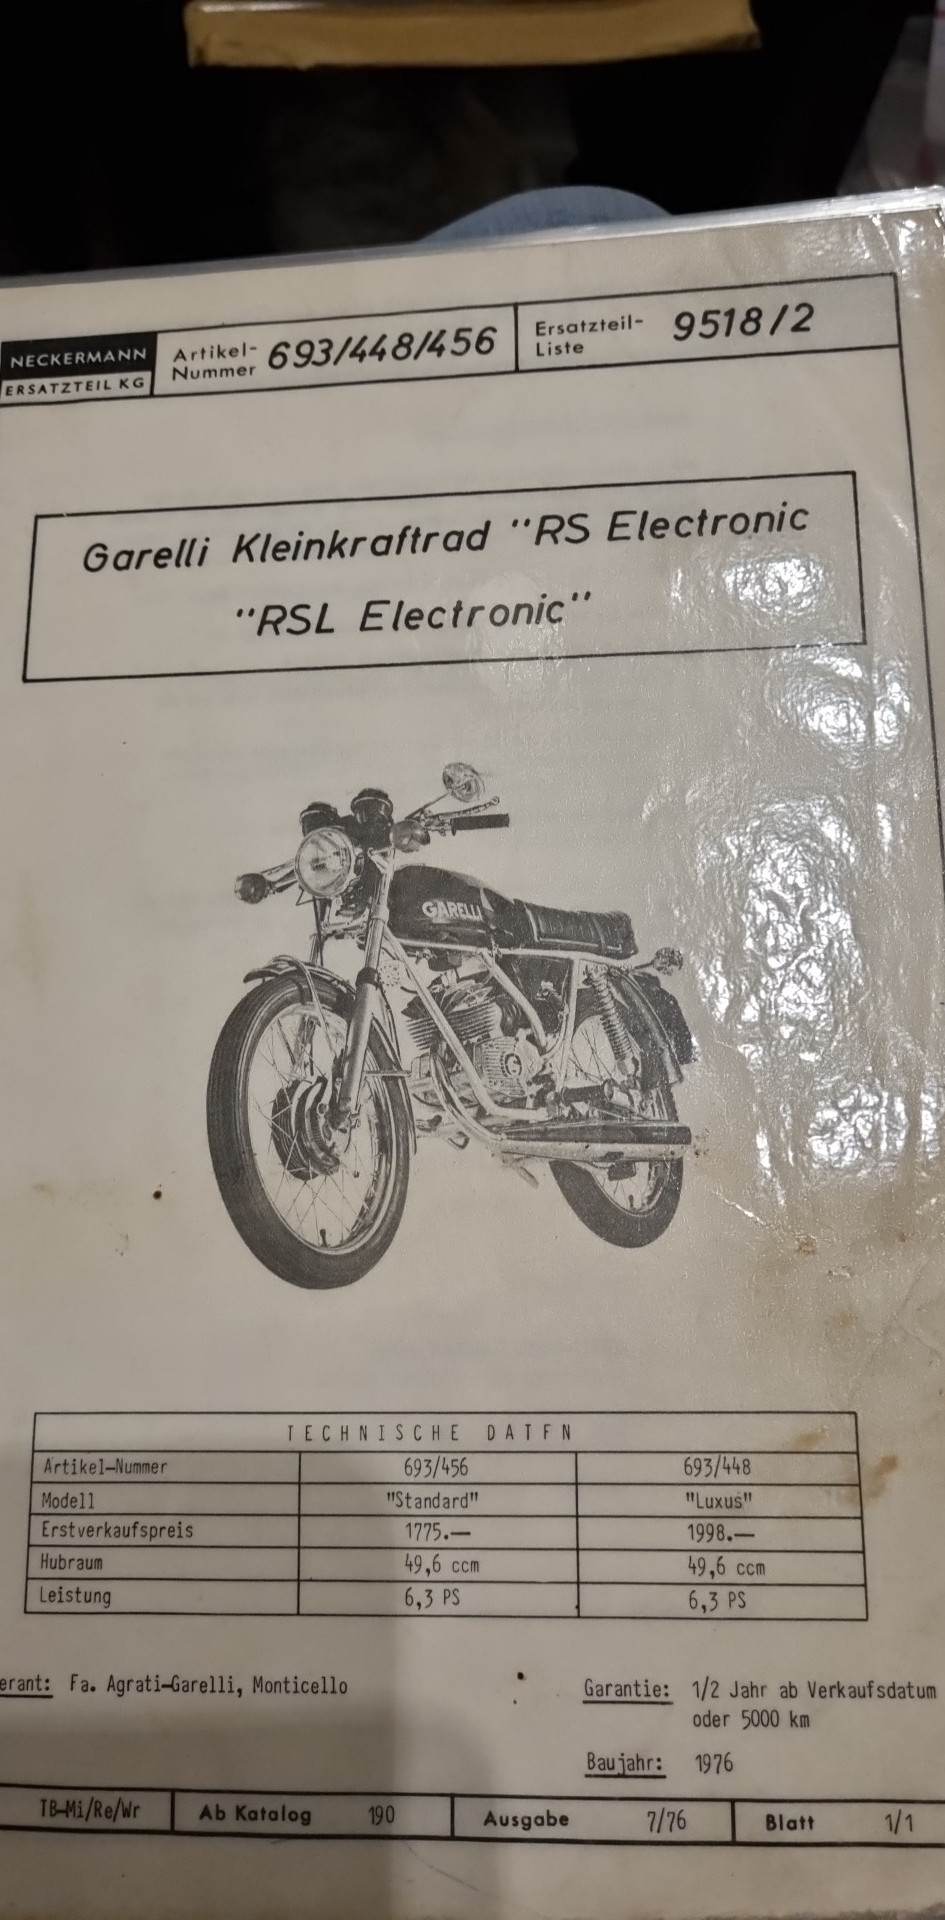 NECKERMANN
ERSATZTEIL KG
Artikel-
Nummer 693/448/456
Ersatzteil-
Liste 9518/2
Garelli Kleinkraftrad "RS Electronic
"RSL Electronic"
GARELLI
TECHNISCHE DATEN
Artikel-Nummer 693/456 693/448
Modell "Standard" "Luxus"
Erstverkaufspreis 1775.— 1998.—
Hubraum 49,6 ccm 49,6 ccm
Leistung 6,3 PS 6,3 PS
erant: Fa. Agrati-Garelli, Monticello
Garantie: 1/2 Jahr ab Verkaufsdatum
oder 5000 km
Baujahr: 1976
TB-Mi/Re/Wr Ab Katalog 190 Ausgabe 7/76 Blatt 1/1